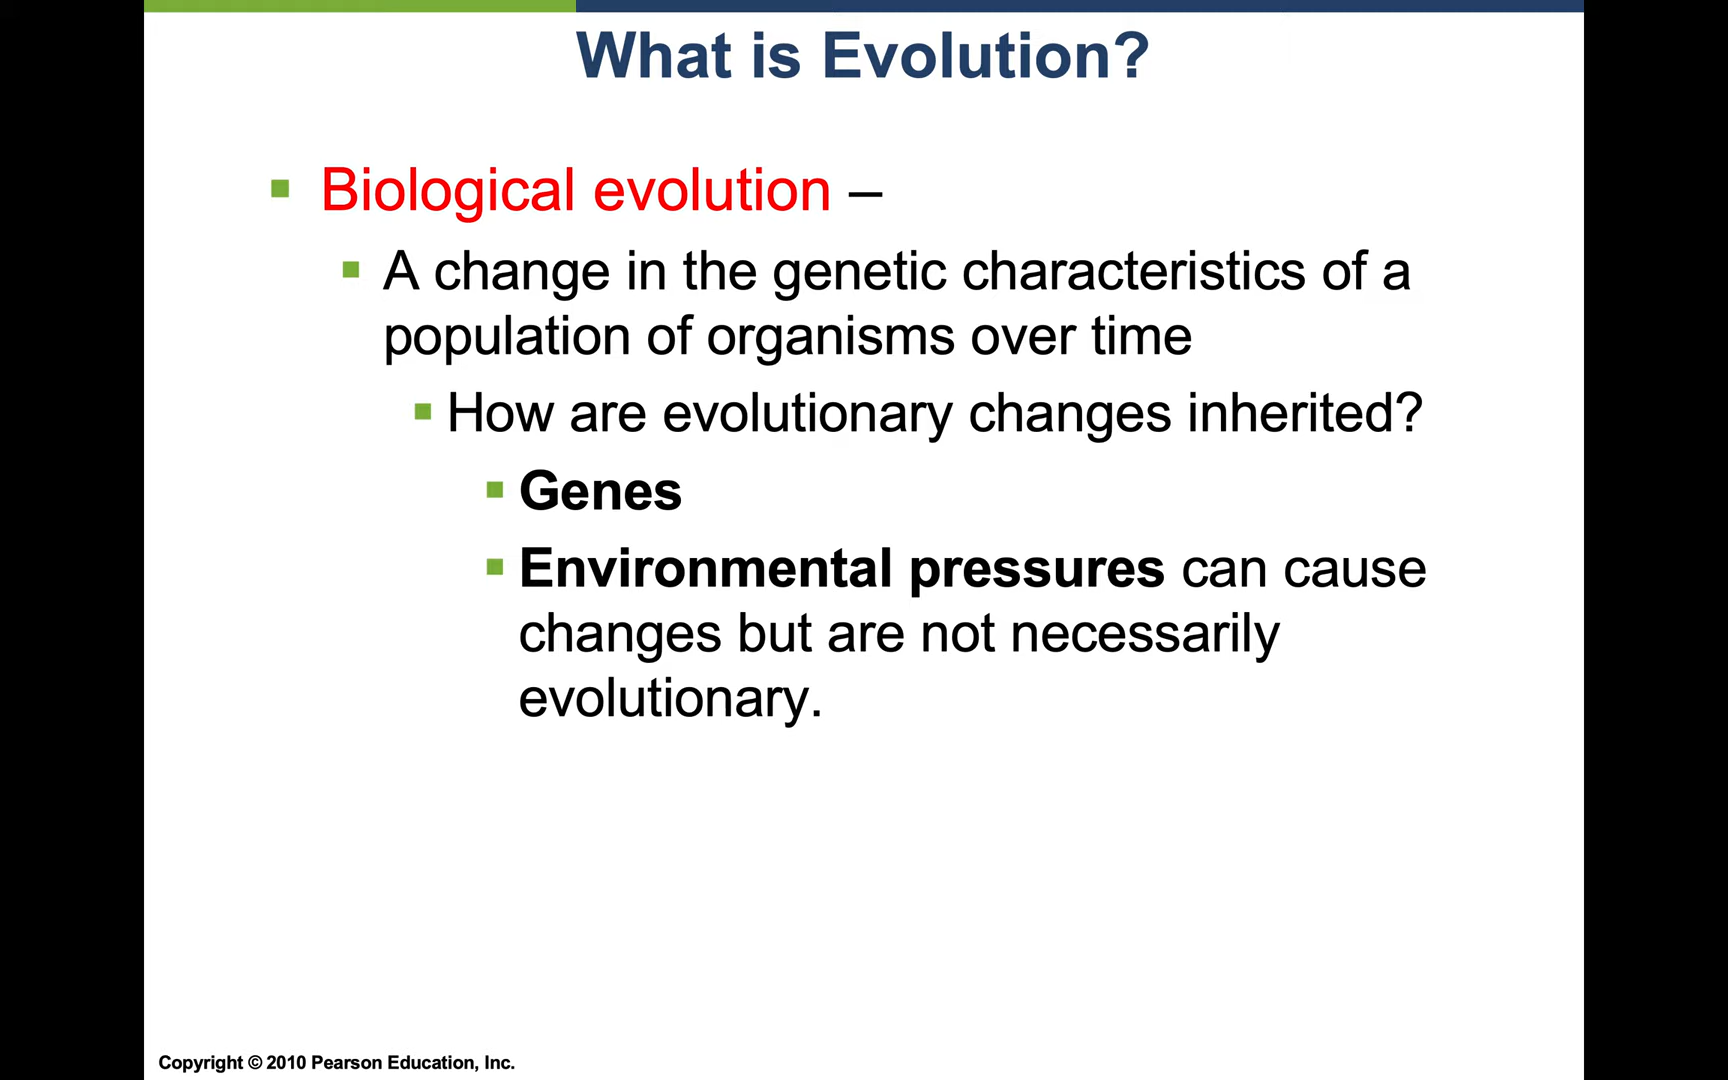 What is Evolution?
Biological evolution –
A change in the genetic characteristics of a
population of organisms over time
How are evolutionary changes inherited?
Genes
Environmental pressures can cause
changes but are not necessarily
evolutionary.
Copyright © 2010 Pearson Education, Inc.